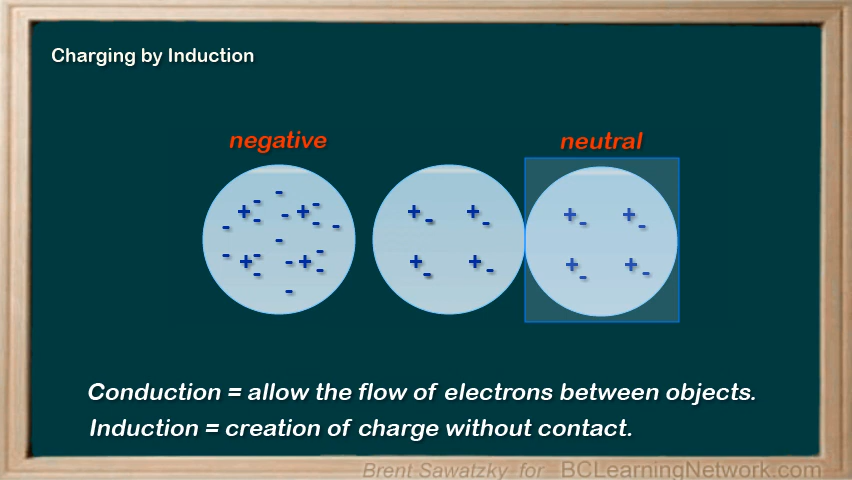 Charging by Induction
negative
neutral
Conduction = allow the flow of electrons between objects.
Induction = creation of charge without contact.
Brent Sawatzky for BCLearningNetwork.com